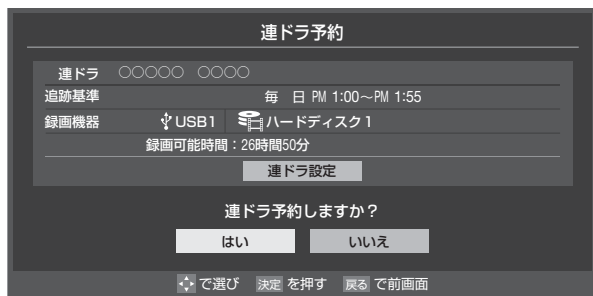 連ドラ予約
連ドラ ○○○○○ ○○○○
追跡基準 毎 日 PM 1:00～PM 1:55
録画機器 USB1 ハードディスク1
録画可能時間：26時間50分
連ドラ設定
連ドラ予約しますか？
はい いいえ
で選び 決定 を押す 戻る で前画面